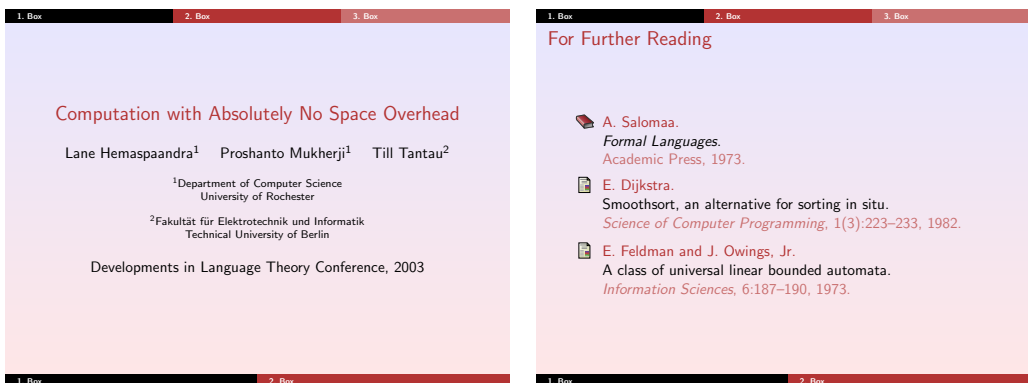 1. Box 2. Box 3. Box
Computation with Absolutely No Space Overhead
Lane Hemaspaandra1 Proshanto Mukherji1 Till Tantau2
1Department of Computer Science
University of Rochester
2Fakultät für Elektrotechnik und Informatik
Technical University of Berlin
Developments in Language Theory Conference, 2003
1. Box 2. Box
1. Box 2. Box 3. Box
For Further Reading
A. Salomaa.
Formal Languages.
Academic Press, 1973.
E. Dijkstra.
Smoothsort, an alternative for sorting in situ.
Science of Computer Programming, 1(3):223–233, 1982.
E. Feldman and J. Owings, Jr.
A class of universal linear bounded automata.
Information Sciences, 6:187–190, 1973.
1. Box 2. Box